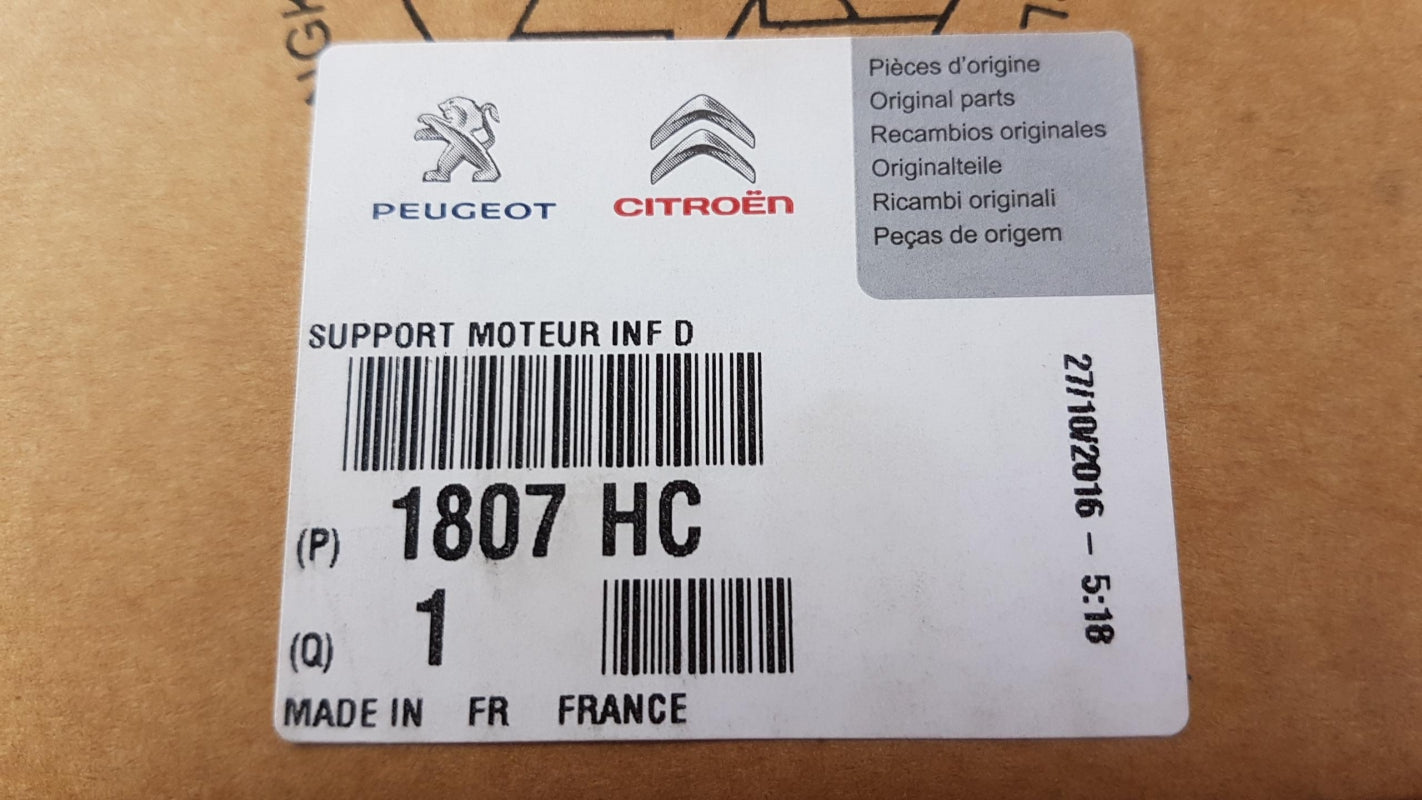 PEUGEOT
CITROËN
Pièces d'origine
Original parts
Recambios originales
Originalteile
Ricambi originali
Peças de origem
SUPPORT MOTEUR INF D
(P) 1807 HC
(Q) 1
MADE IN FR FRANCE
27/10/2016 - 5:18